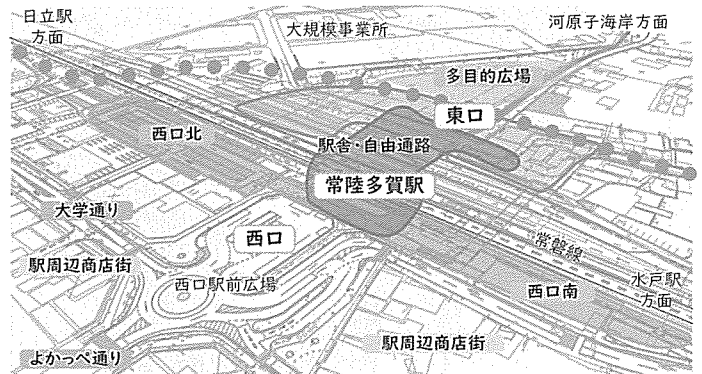 日立駅
方面
大規模事業所
河原子海岸方面
多目的広場
東口
西口北
駅舎・自由通路
常陸多賀駅
大学通り
西口
常磐線
駅周辺商店街
西口駅前広場
水戸駅
方面
西口南
よかっぺ通り
駅周辺商店街